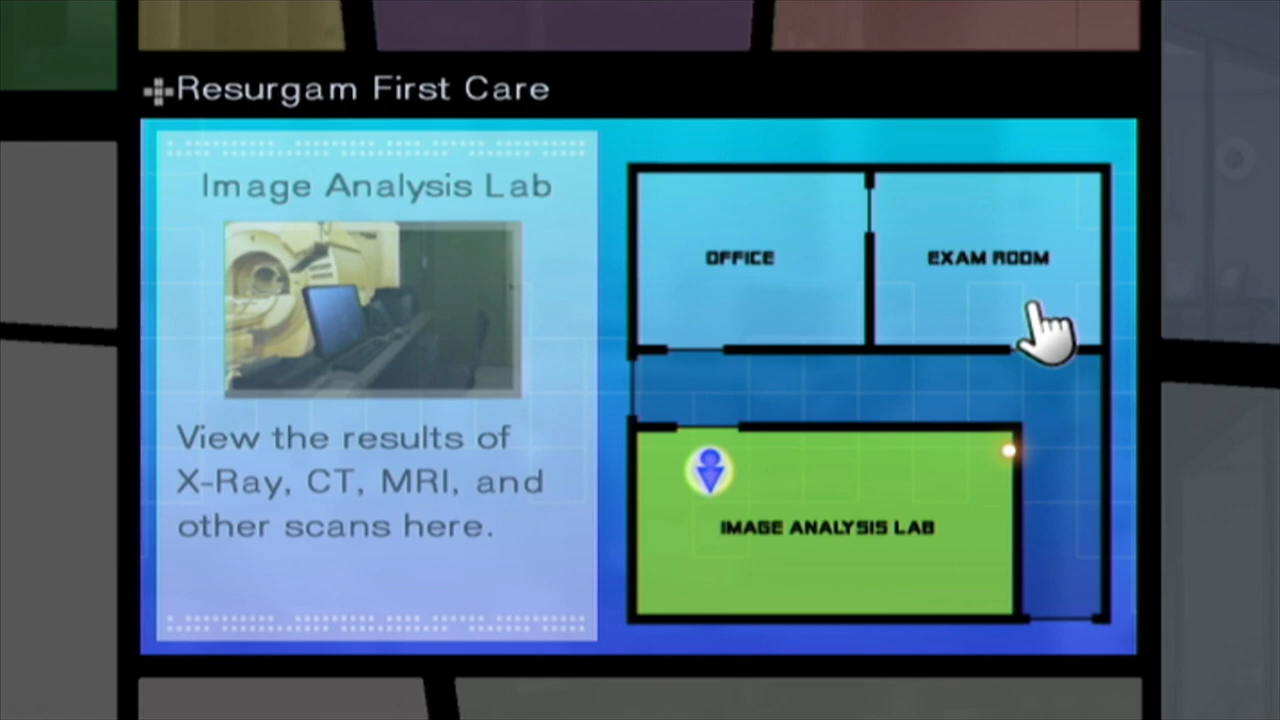 Resurgam First Care
Image Analysis Lab
View the results of
X-Ray, CT, MRI, and
other scans here.
OFFICE
EXAM ROOM
IMAGE ANALYSIS LAB